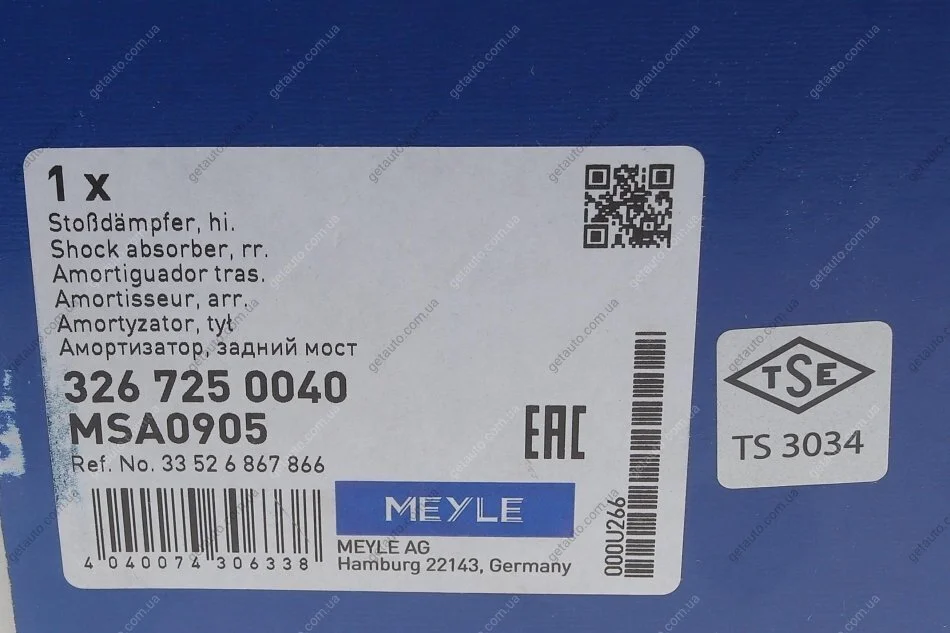 1 x
Stoßdämpfer, hi.
Shock absorber, rr.
Amortiguador tras.
Amortisseur, arr.
Amortyzator, tył
Амортизатор, задний мост
326 725 0040
MSA0905
Ref. No. 33 52 6 867 866
EAC
MEYLE
MEYLE AG
Hamburg 22143, Germany
4 040074 306338
000U266
TSE
TS 3034
getauto.com.ua